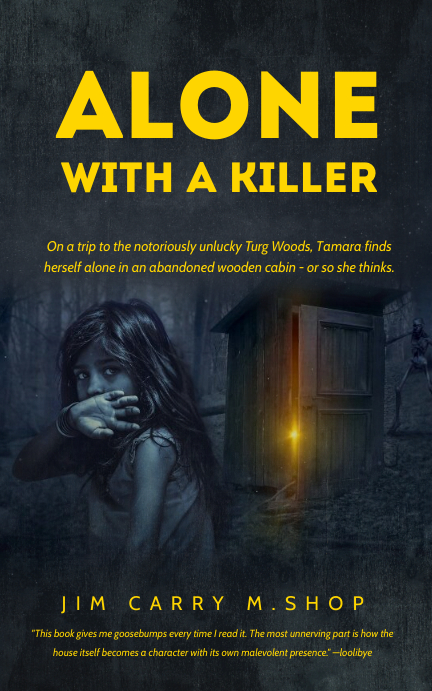 ALONE
WITH A KILLER
On a trip to the notoriously unlucky Turg Woods, Tamara finds
herself alone in an abandoned wooden cabin - or so she thinks.
JIM CARRY M.SHOP
"This book gives me goosebumps every time I read it. The most unnerving part is how the
house itself becomes a character with its own malevolent presence." —loolibye